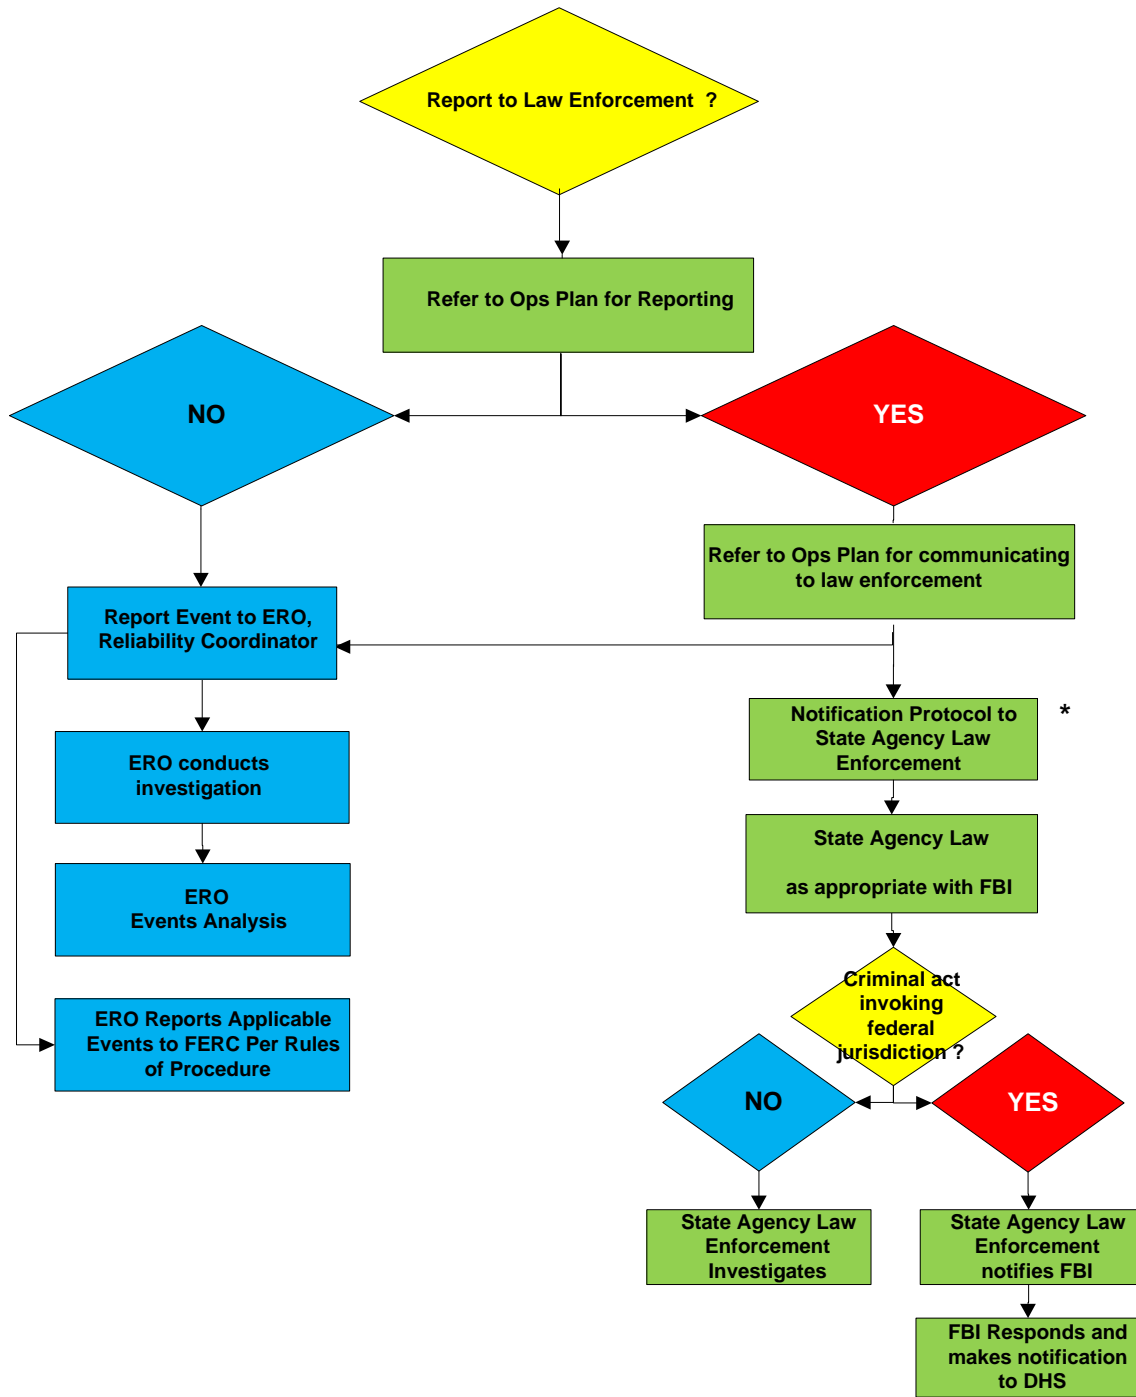 Report to Law Enforcement ?
Refer to Ops Plan for Reporting
NO
YES
Refer to Ops Plan for communicating
to law enforcement
Report Event to ERO,
Reliability Coordinator
Notification Protocol to
State Agency Law
Enforcement
*
ERO conducts
investigation
State Agency Law
as appropriate with FBI
ERO
Events Analysis
Criminal act
invoking
federal
jurisdiction ?
ERO Reports Applicable
Events to FERC Per Rules
of Procedure
NO
YES
State Agency Law
Enforcement
Investigates
State Agency Law
Enforcement
notifies FBI
FBI Responds and
makes notification
to DHS